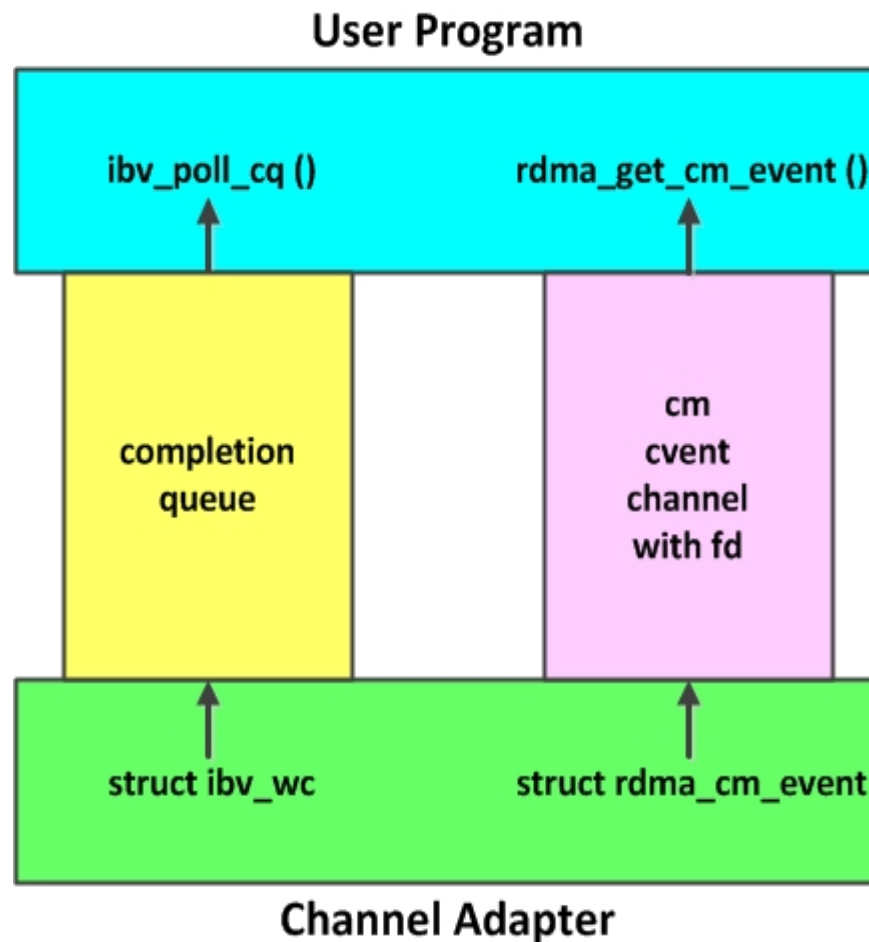 User Program
ibv_poll_cq ()
rdma_get_cm_event ()
completion
queue
cm
cvent
channel
with fd
struct ibv_wc
struct rdma_cm_event
Channel Adapter